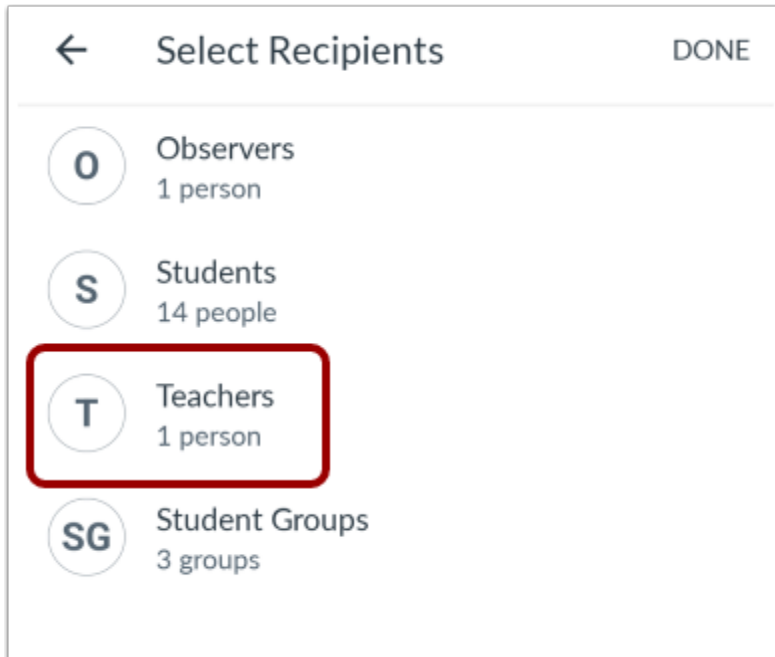 Select Recipients DONE
O Observers
1 person
S Students
14 people
T Teachers
1 person
SG Student Groups
3 groups